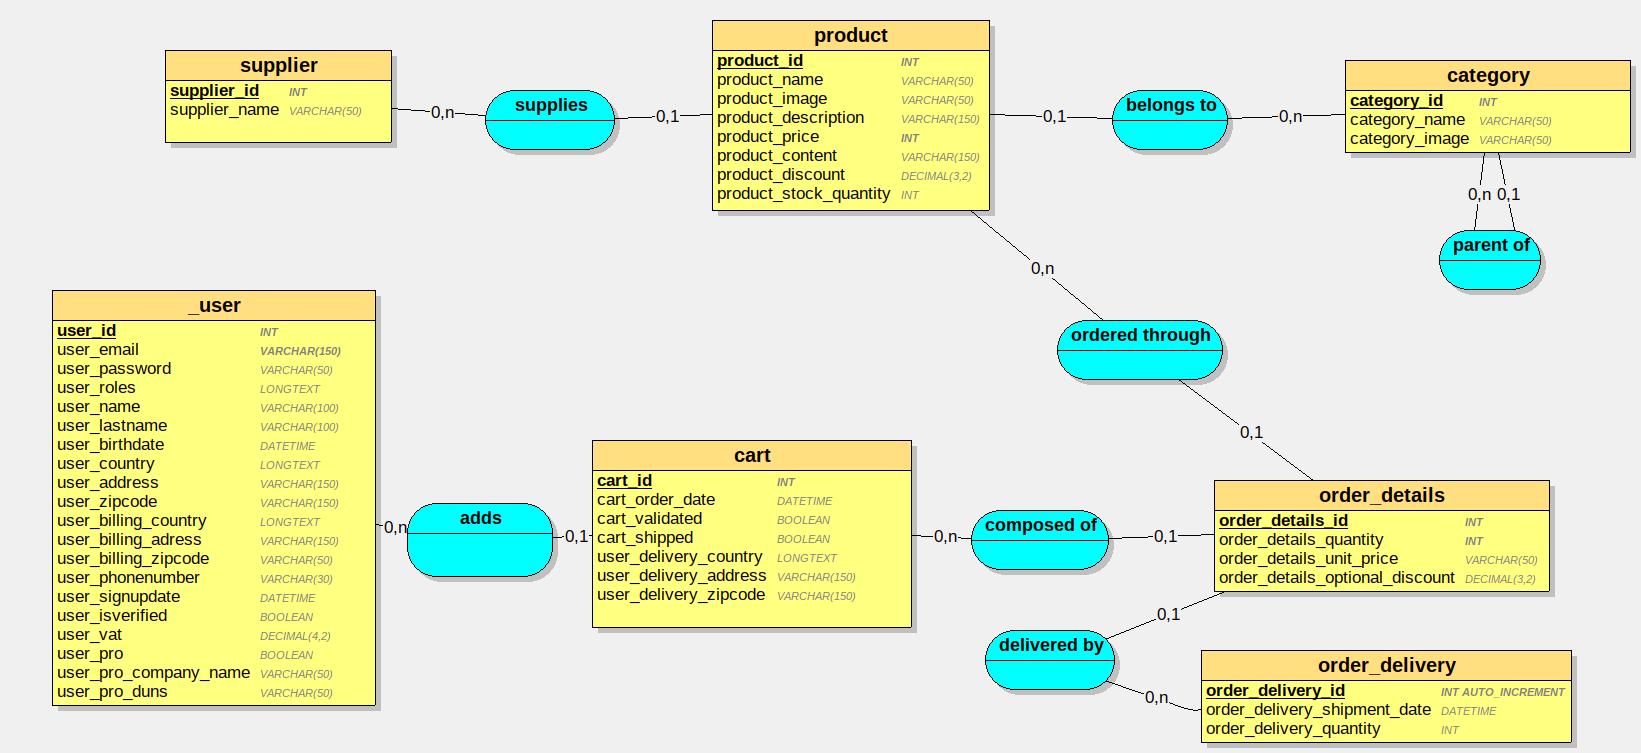 supplier
supplier_id INT
supplier_name VARCHAR(50)
0,n
supplies
0,1
product
product_id INT
product_name VARCHAR(50)
product_image VARCHAR(50)
product_description VARCHAR(150)
product_price INT
product_content VARCHAR(150)
product_discount DECIMAL(3,2)
product_stock_quantity INT
0,1
belongs to
0,n
category
category_id INT
category_name VARCHAR(50)
category_image VARCHAR(50)
0,n 0,1
parent of
0,n
ordered through
0,1
_user
user_id INT
user_email VARCHAR(150)
user_password VARCHAR(50)
user_roles LONGTEXT
user_name VARCHAR(100)
user_lastname VARCHAR(100)
user_birthdate DATETIME
user_country LONGTEXT
user_address VARCHAR(150)
user_zipcode VARCHAR(150)
user_billing_country LONGTEXT
user_billing_adress VARCHAR(150)
user_billing_zipcode VARCHAR(50)
user_phonenumber VARCHAR(30)
user_signupdate DATETIME
user_isverified BOOLEAN
user_vat DECIMAL(4,2)
user_pro BOOLEAN
user_pro_company_name VARCHAR(50)
user_pro_duns VARCHAR(50)
0,n
adds
0,1
cart
cart_id INT
cart_order_date DATETIME
cart_validated BOOLEAN
cart_shipped BOOLEAN
user_delivery_country LONGTEXT
user_delivery_address VARCHAR(150)
user_delivery_zipcode VARCHAR(150)
0,n
composed of
0,1
order_details
order_details_id INT
order_details_quantity INT
order_details_unit_price VARCHAR(50)
order_details_optional_discount DECIMAL(3,2)
0,1
delivered by
0,n
order_delivery
order_delivery_id INT AUTO_INCREMENT
order_delivery_shipment_date DATETIME
order_delivery_quantity INT